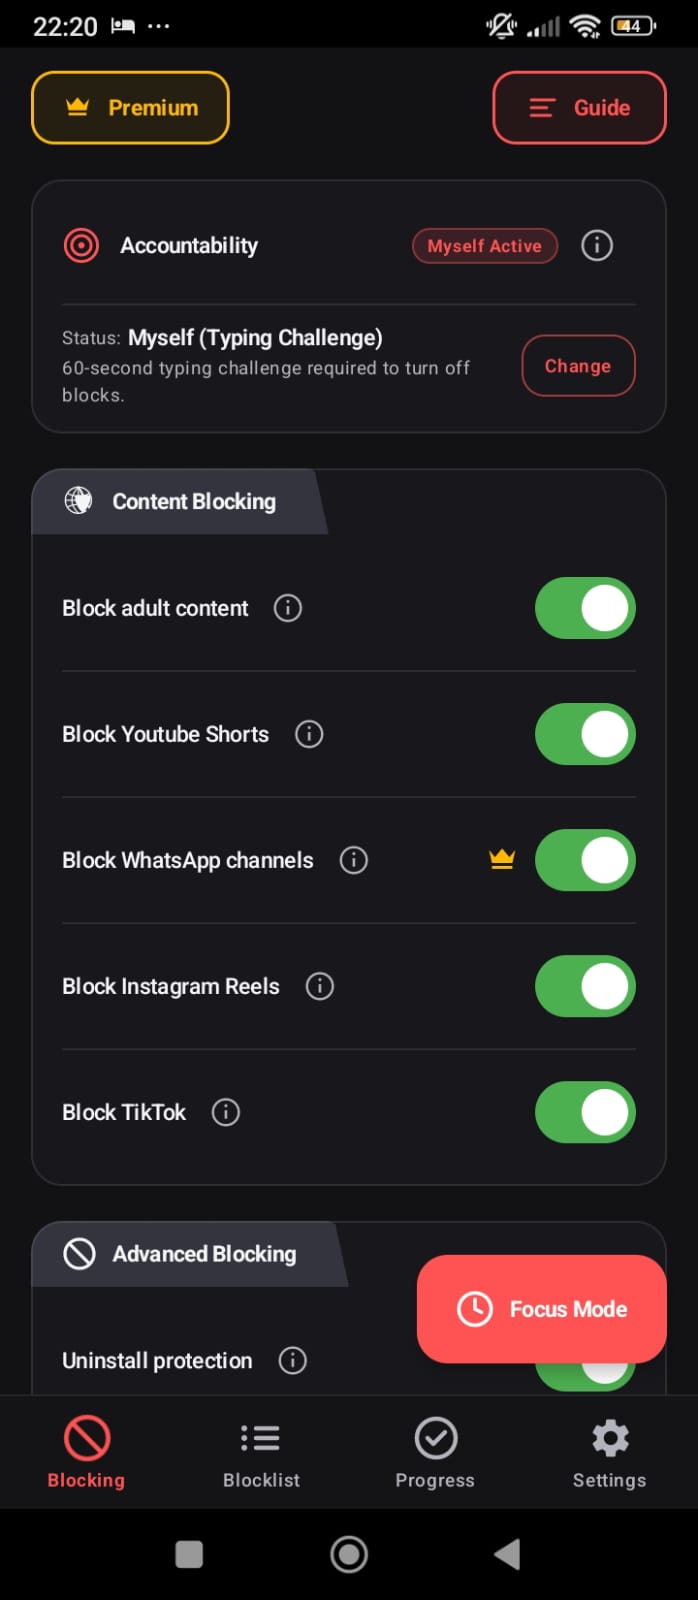 22:20
44
Premium
Guide
Accountability
Myself Active
Status: Myself (Typing Challenge)
60-second typing challenge required to turn off
blocks.
Change
Content Blocking
Block adult content
Block Youtube Shorts
Block WhatsApp channels
Block Instagram Reels
Block TikTok
Advanced Blocking
Focus Mode
Uninstall protection
Blocking
Blocklist
Progress
Settings